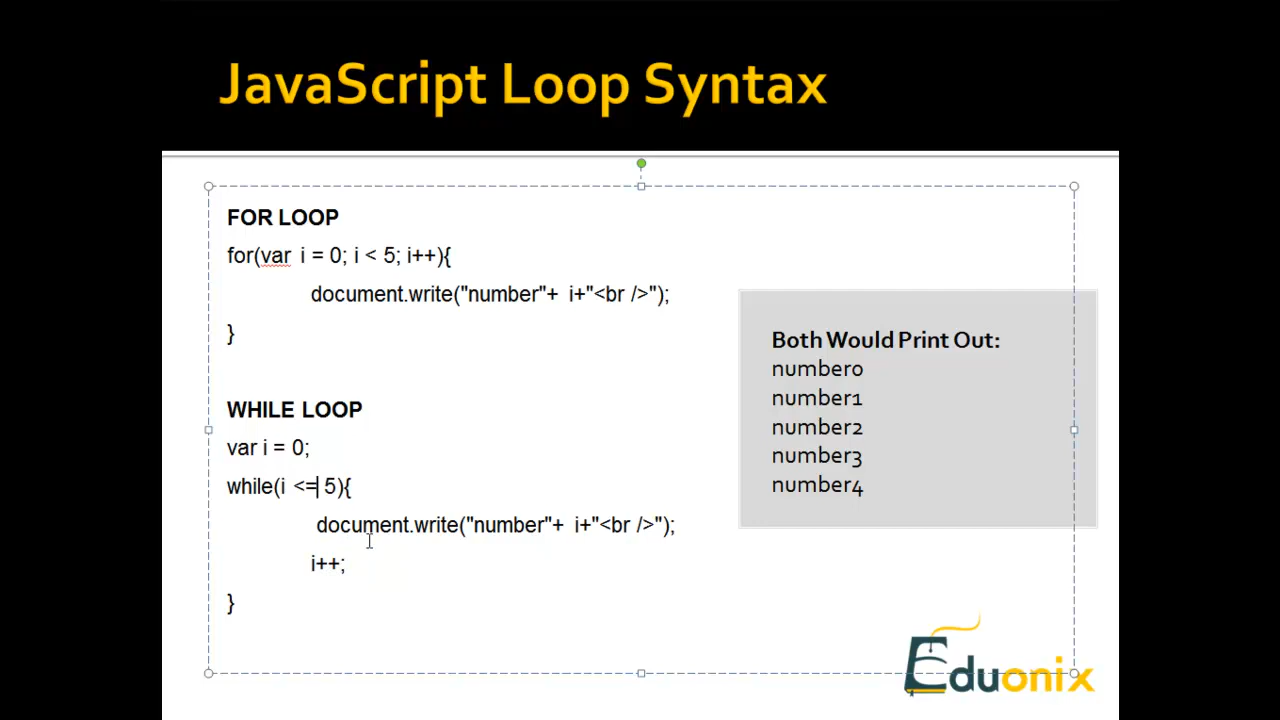 JavaScript Loop Syntax
FOR LOOP
for(var i = 0; i < 5; i++){
document.write("number"+ i+"<br />");
}
WHILE LOOP
var i = 0;
while(i <= 5){
document.write("number"+ i+"<br />");
i++;
}
Both Would Print Out:
number0
number1
number2
number3
number4
Eduonix